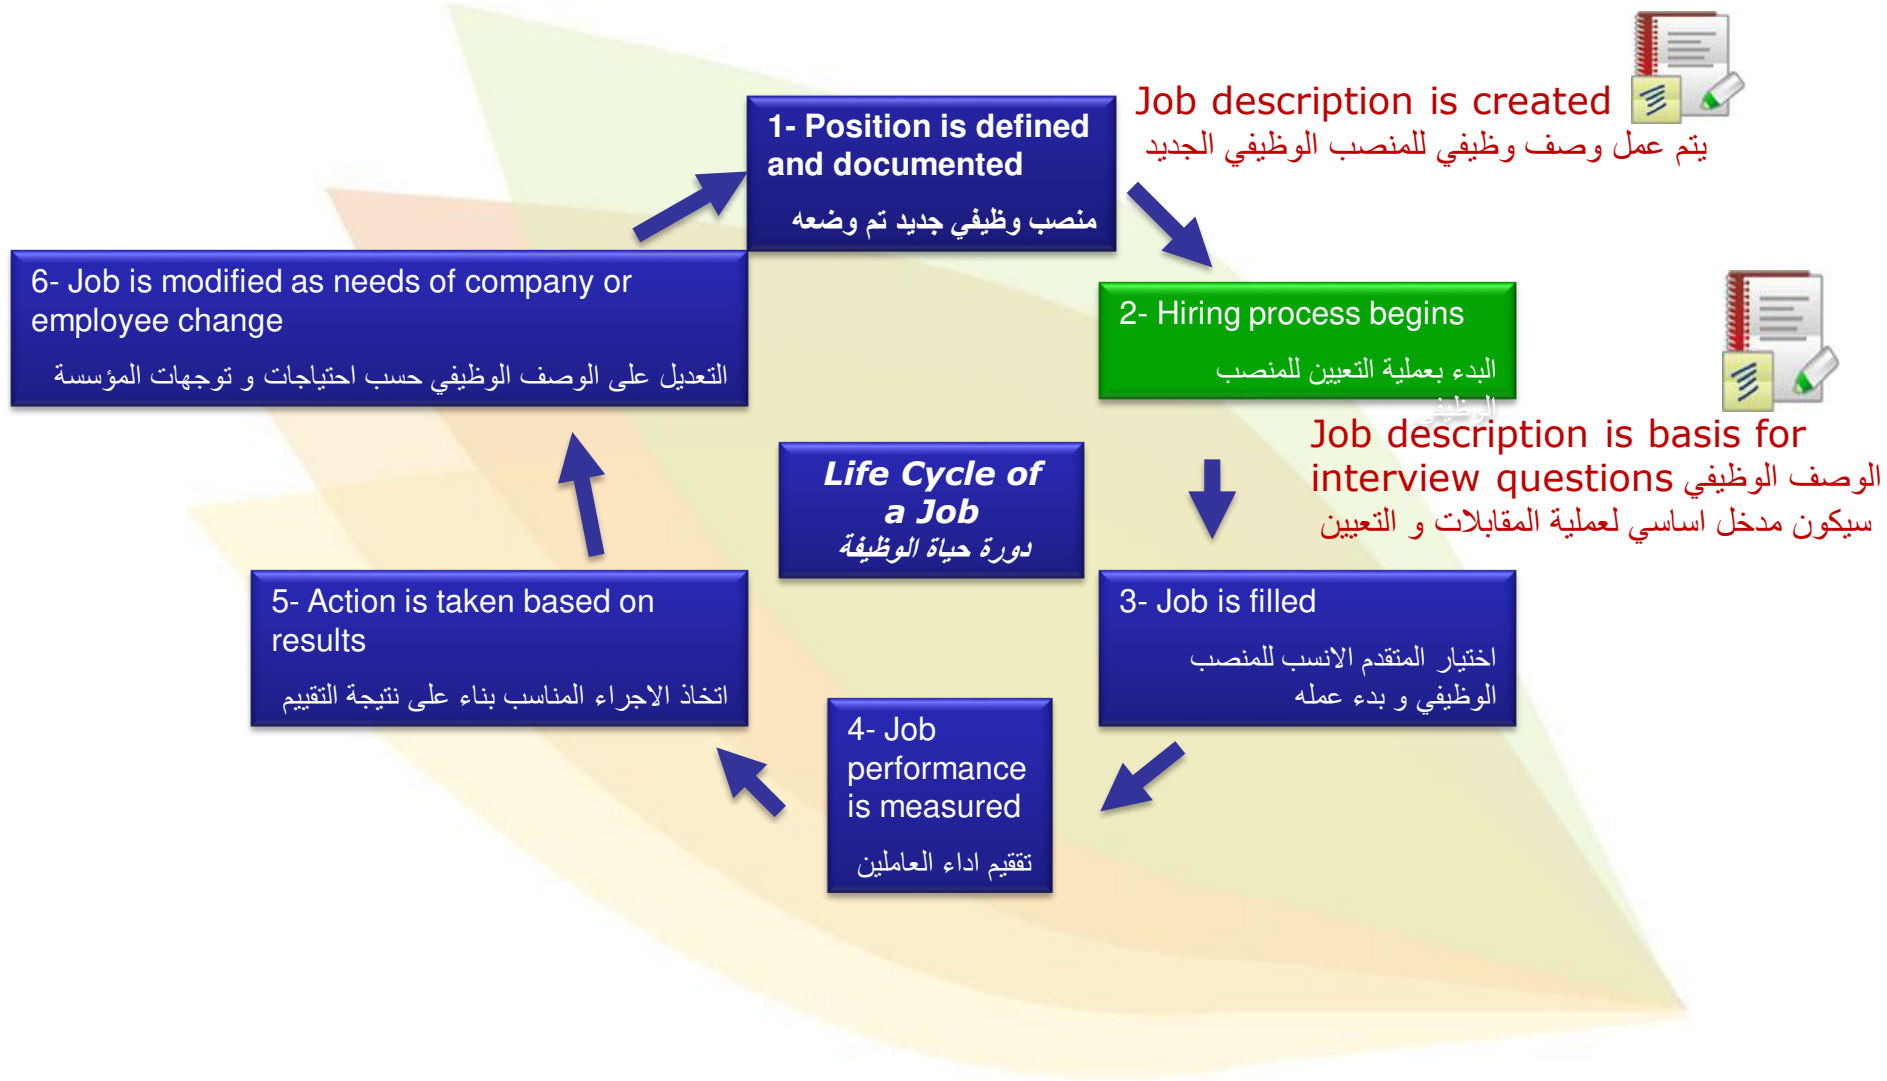 Job description is created
يتم عمل وصف وظيفي للمنصب الوظيفي الجديد
1- Position is defined
and documented
منصب وظيفي جديد تم وضعه
2- Hiring process begins
البدء بعملية التعيين للمنصب
الوظيفي
Job description is basis for
interview questions الوصف الوظيفي
سيكون مدخل اساسي لعملية المقابلات و التعيين
3- Job is filled
اختيار المتقدم الانسب للمنصب
الوظيفي و بدء عمله
4- Job
performance
is measured
تققيم اداء العاملين
5- Action is taken based on
results
اتخاذ الاجراء المناسب بناء على نتيجة التقييم
6- Job is modified as needs of company or
employee change
التعديل على الوصف الوظيفي حسب احتياجات و توجهات المؤسسة
Life Cycle of
a Job
دورة حياة الوظيفة